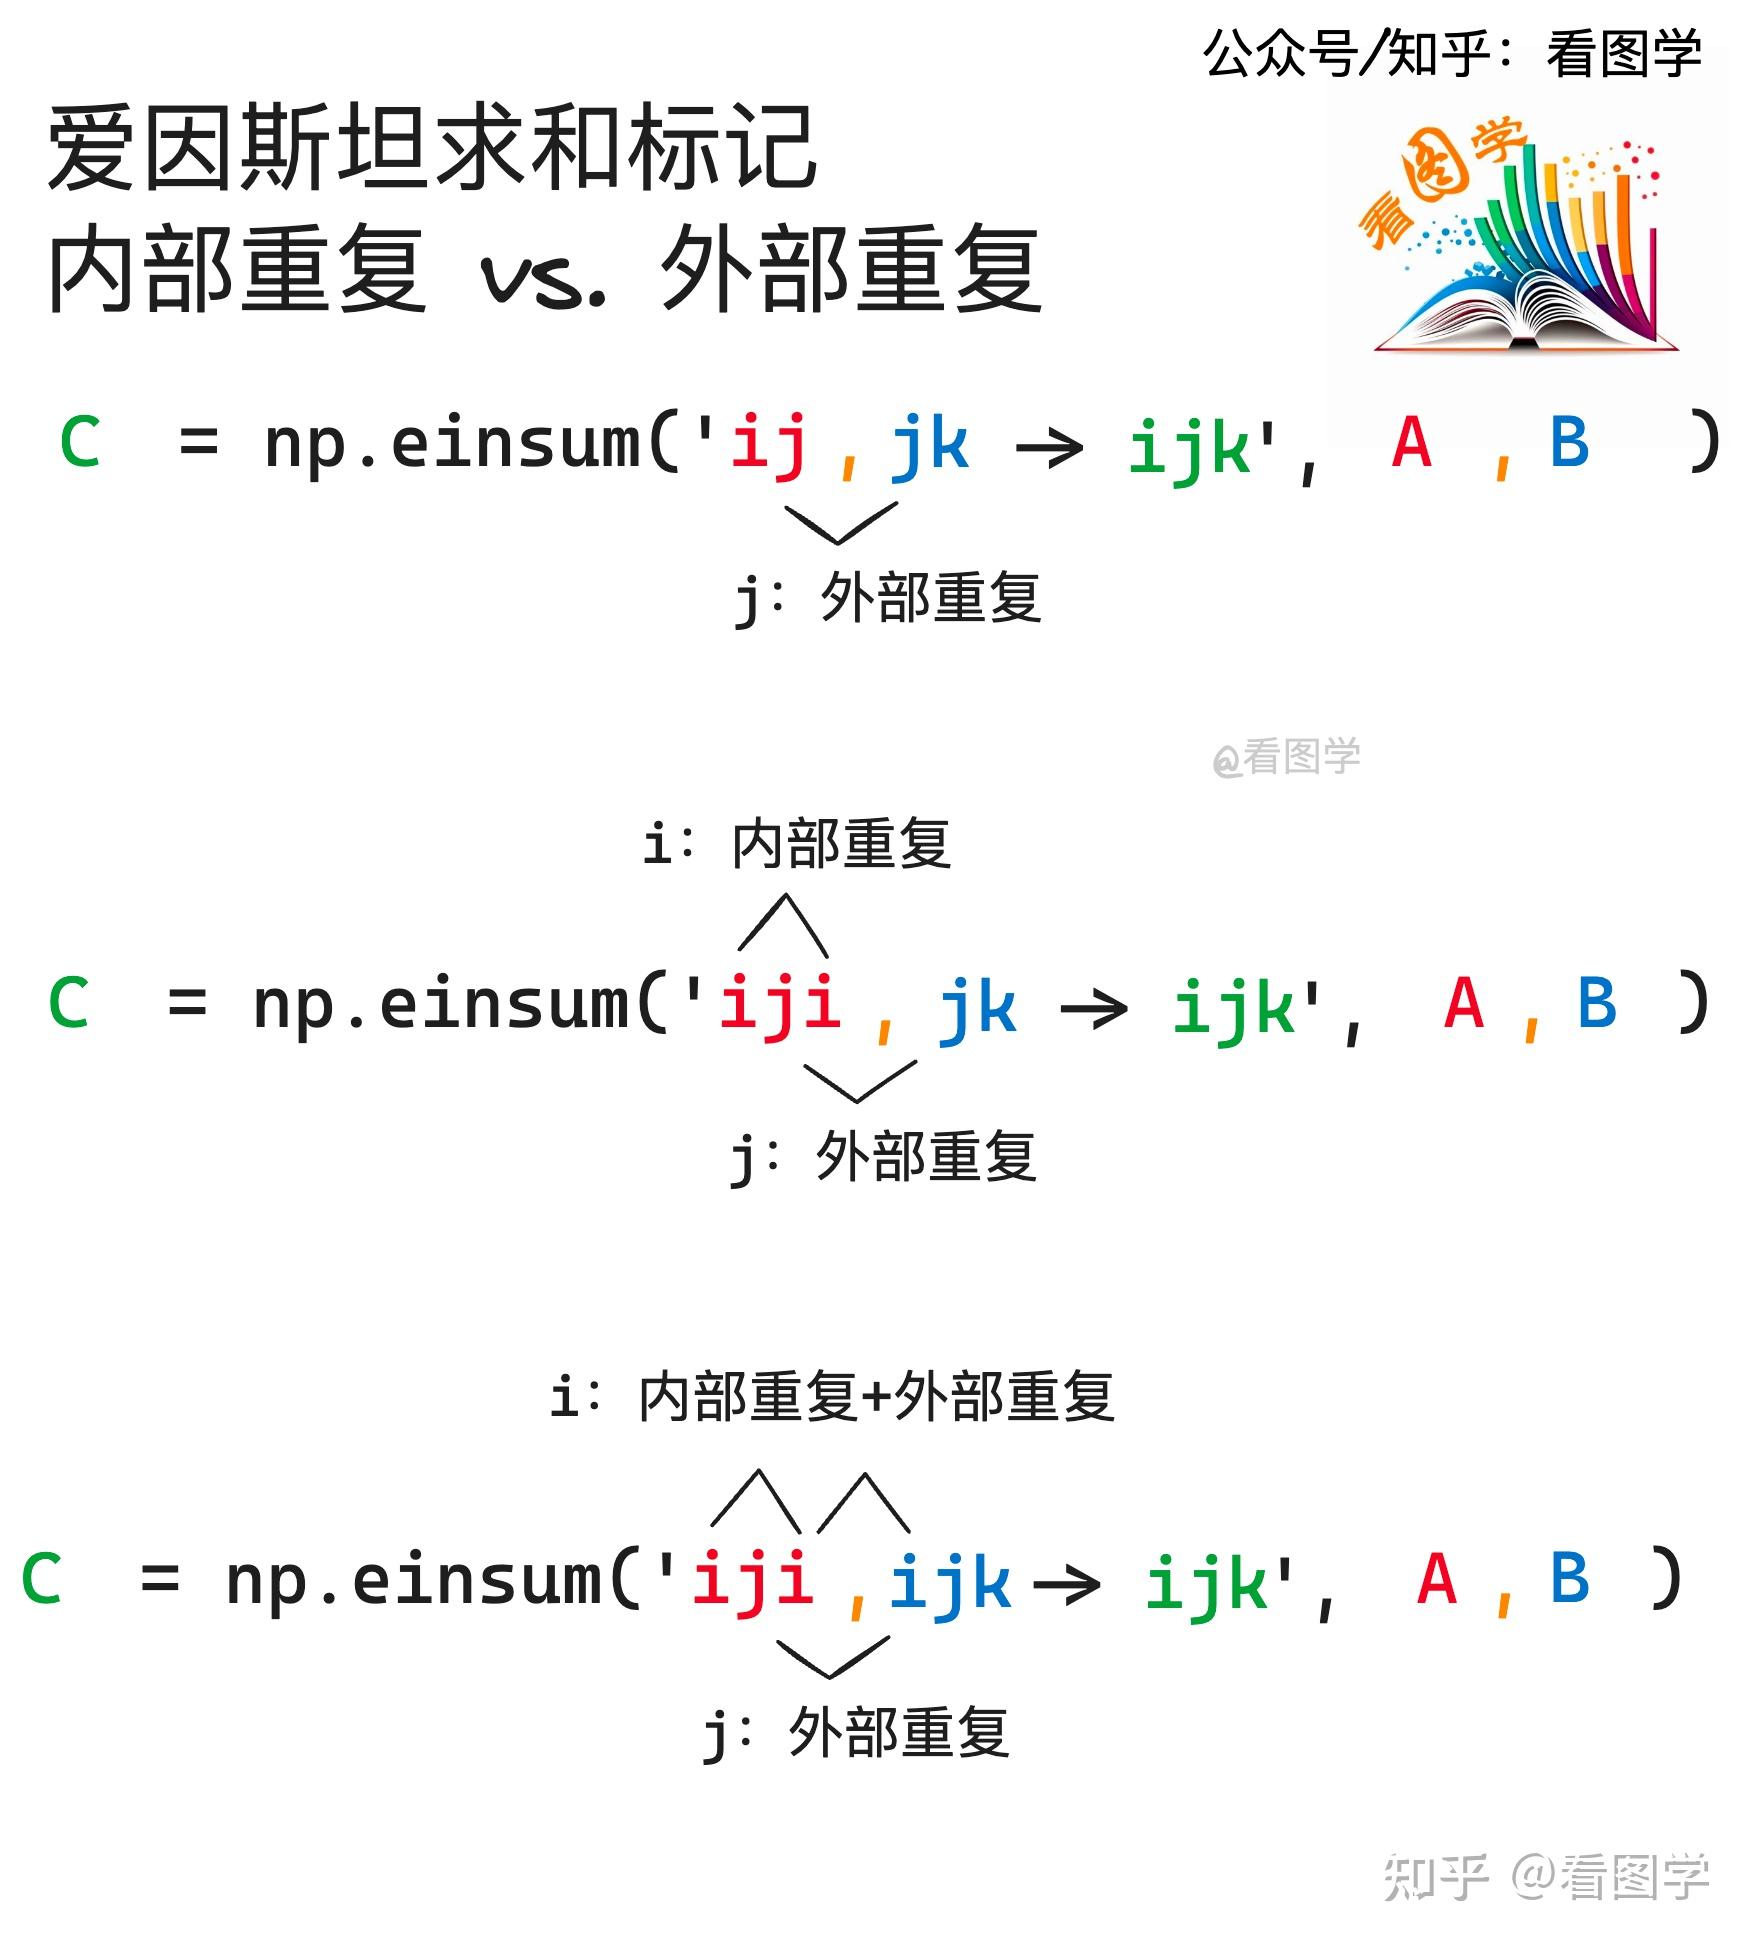 公众号/知乎：看图学
爱因斯坦求和标记
看图学
内部重复 vs. 外部重复
C = np.einsum('ij , jk → ijk', A , B )
j：外部重复
@看图学
i：内部重复
C = np.einsum('iji , jk → ijk', A , B )
j：外部重复
i：内部重复+外部重复
C = np.einsum('iji ,ijk → ijk', A , B )
j：外部重复
知乎 @看图学